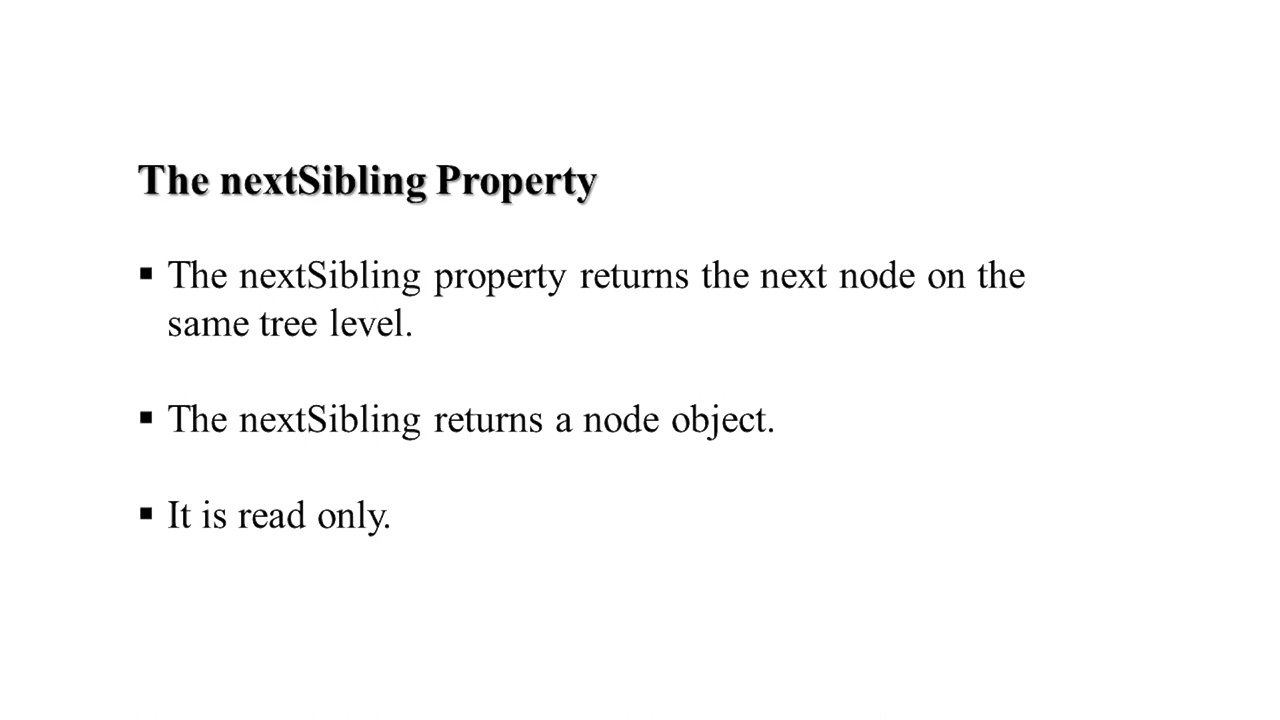 The nextSibling Property
▪ The nextSibling property returns the next node on the
same tree level.
▪ The nextSibling returns a node object.
▪ It is read only.